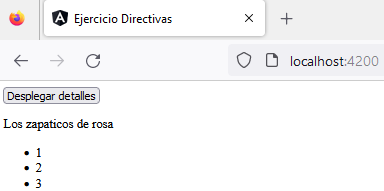 Ejercicio Directivas
localhost:4200
Desplegar detalles
Los zapaticos de rosa
1
2
3